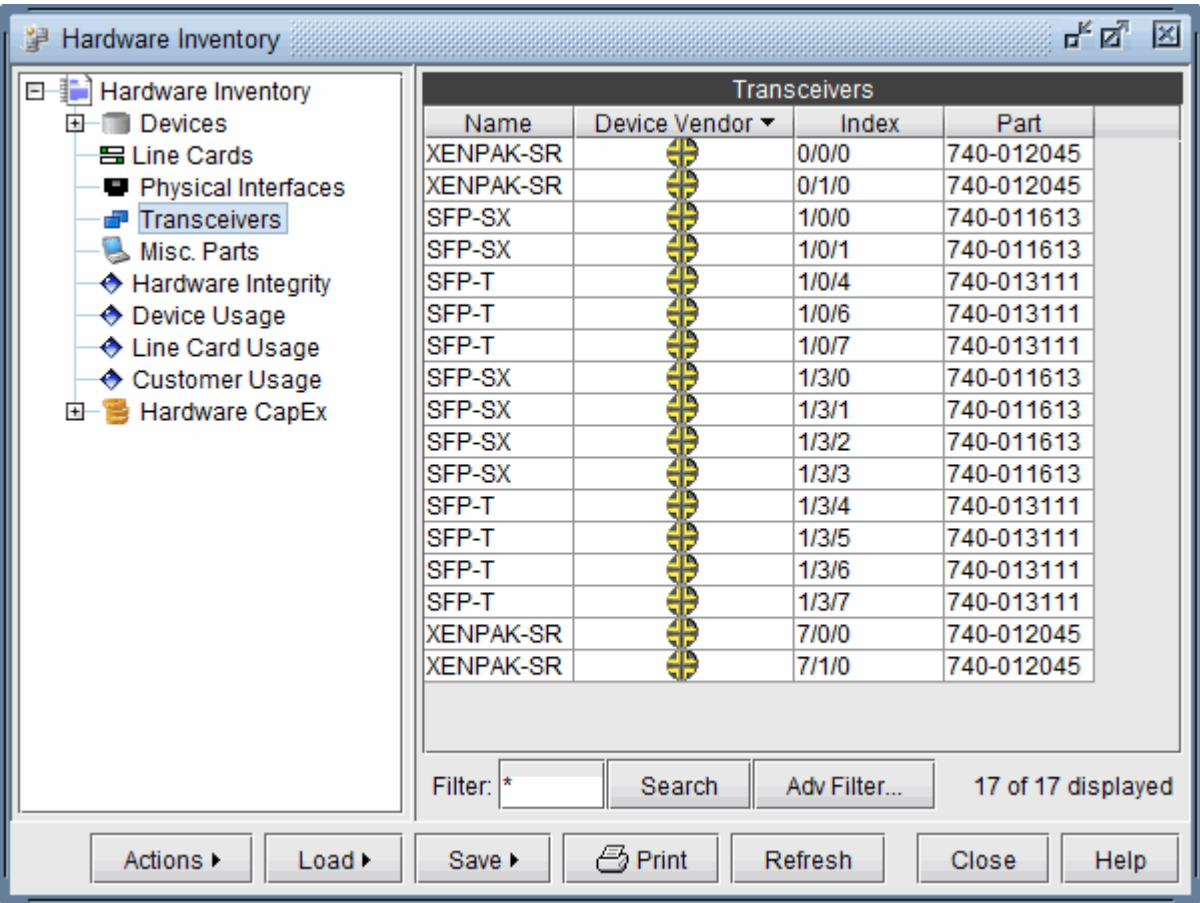 Hardware Inventory
Hardware Inventory
Devices
Line Cards
Physical Interfaces
Transceivers
Misc. Parts
Hardware Integrity
Device Usage
Line Card Usage
Customer Usage
Hardware CapEx
Transceivers
Name Device Vendor Index Part
XENPAK-SR 0/0/0 740-012045
XENPAK-SR 0/1/0 740-012045
SFP-SX 1/0/0 740-011613
SFP-SX 1/0/1 740-011613
SFP-T 1/0/4 740-013111
SFP-T 1/0/6 740-013111
SFP-T 1/0/7 740-013111
SFP-SX 1/3/0 740-011613
SFP-SX 1/3/1 740-011613
SFP-SX 1/3/2 740-011613
SFP-SX 1/3/3 740-011613
SFP-T 1/3/4 740-013111
SFP-T 1/3/5 740-013111
SFP-T 1/3/6 740-013111
SFP-T 1/3/7 740-013111
XENPAK-SR 7/0/0 740-012045
XENPAK-SR 7/1/0 740-012045
Filter: * Search Adv Filter... 17 of 17 displayed
Actions Load Save Print Refresh Close Help